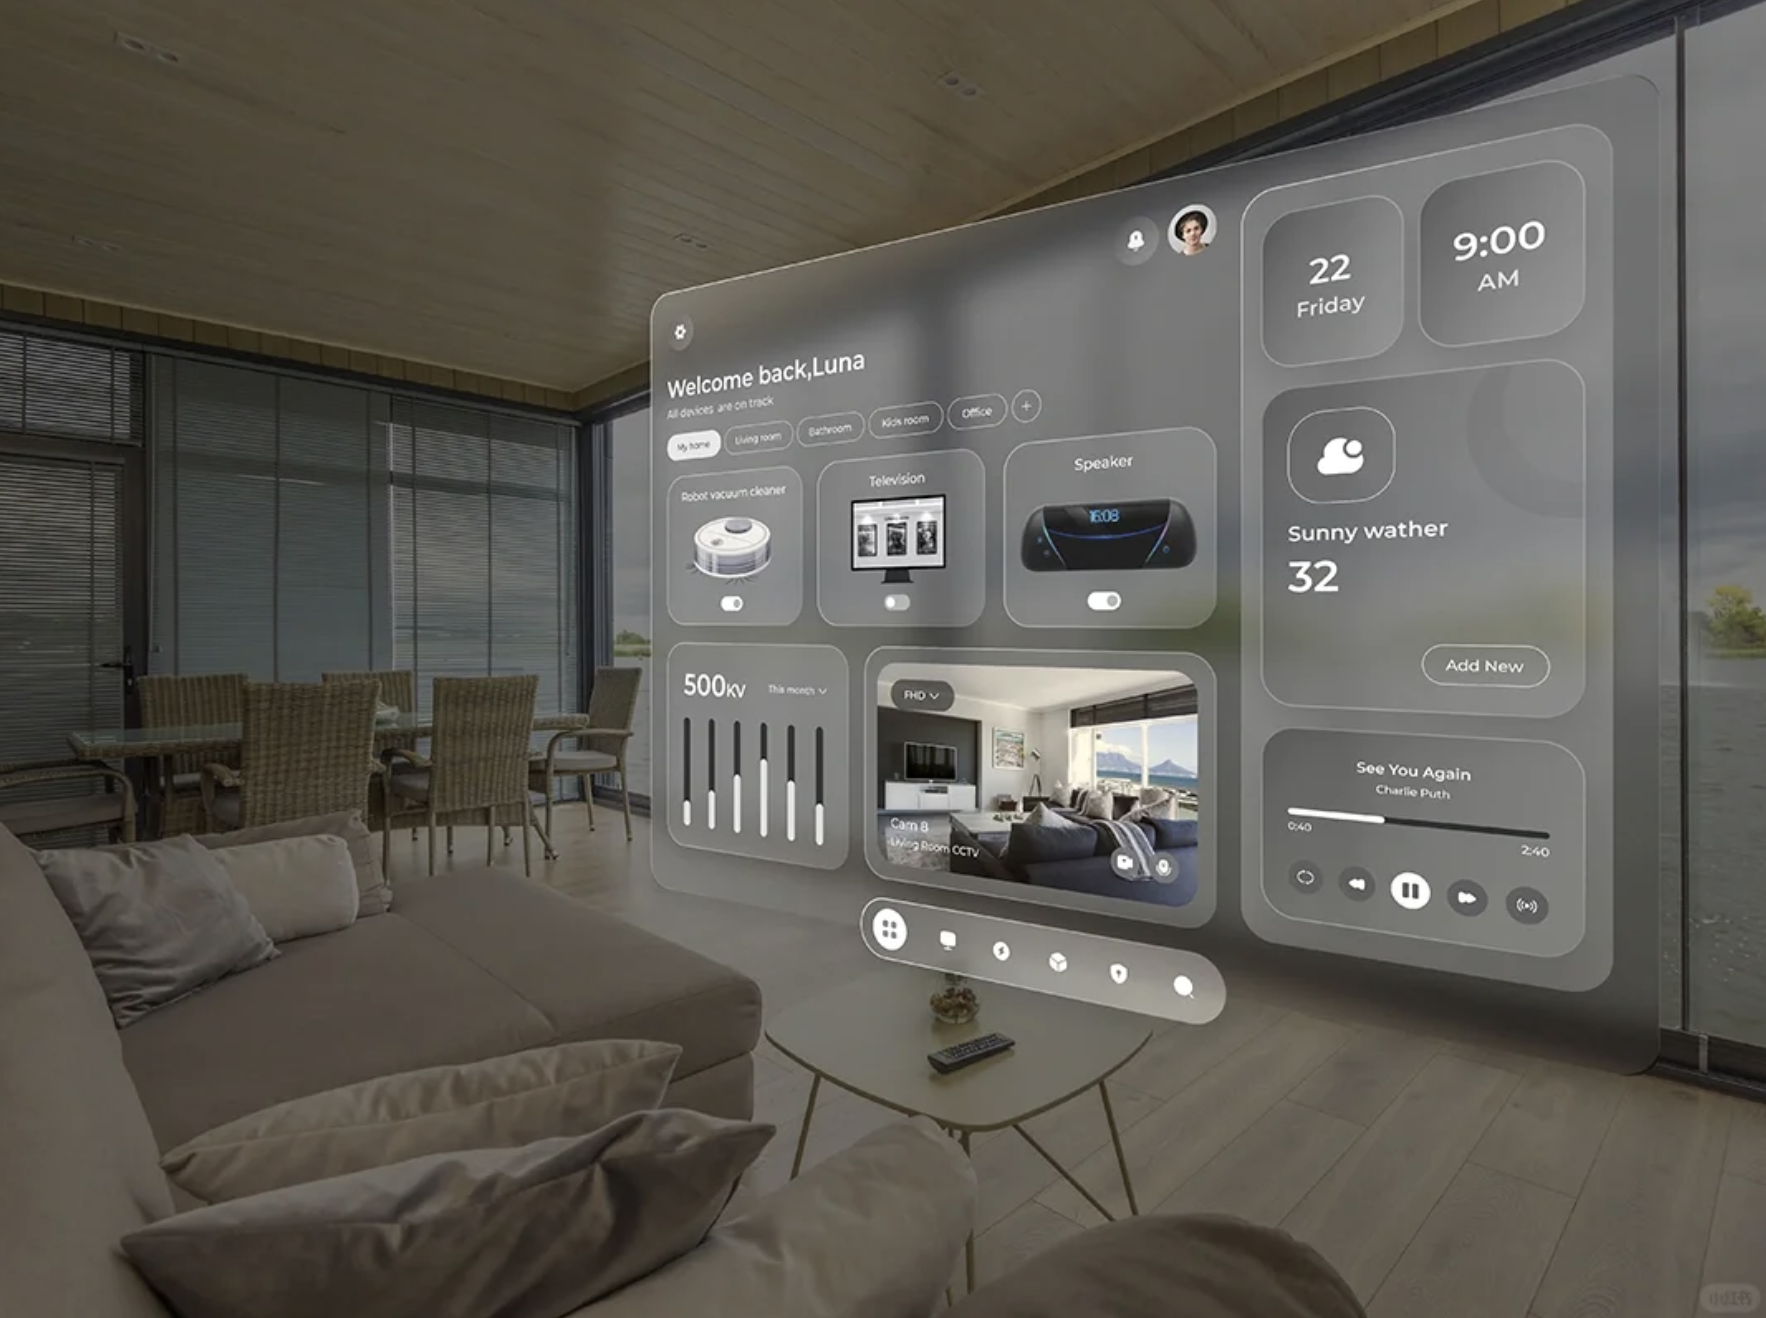 22
Friday
9:00
AM
Welcome back,Luna
All devices are on track
My home
Living room
Bathroom
Kids room
Office
+
Robot vacuum cleaner
Television
Speaker
16:08
Sunny wather
32
Add New
500KV
This month
FHD
Cam 8
Living Room CCTV
See You Again
Charlie Puth
0:40
2:40